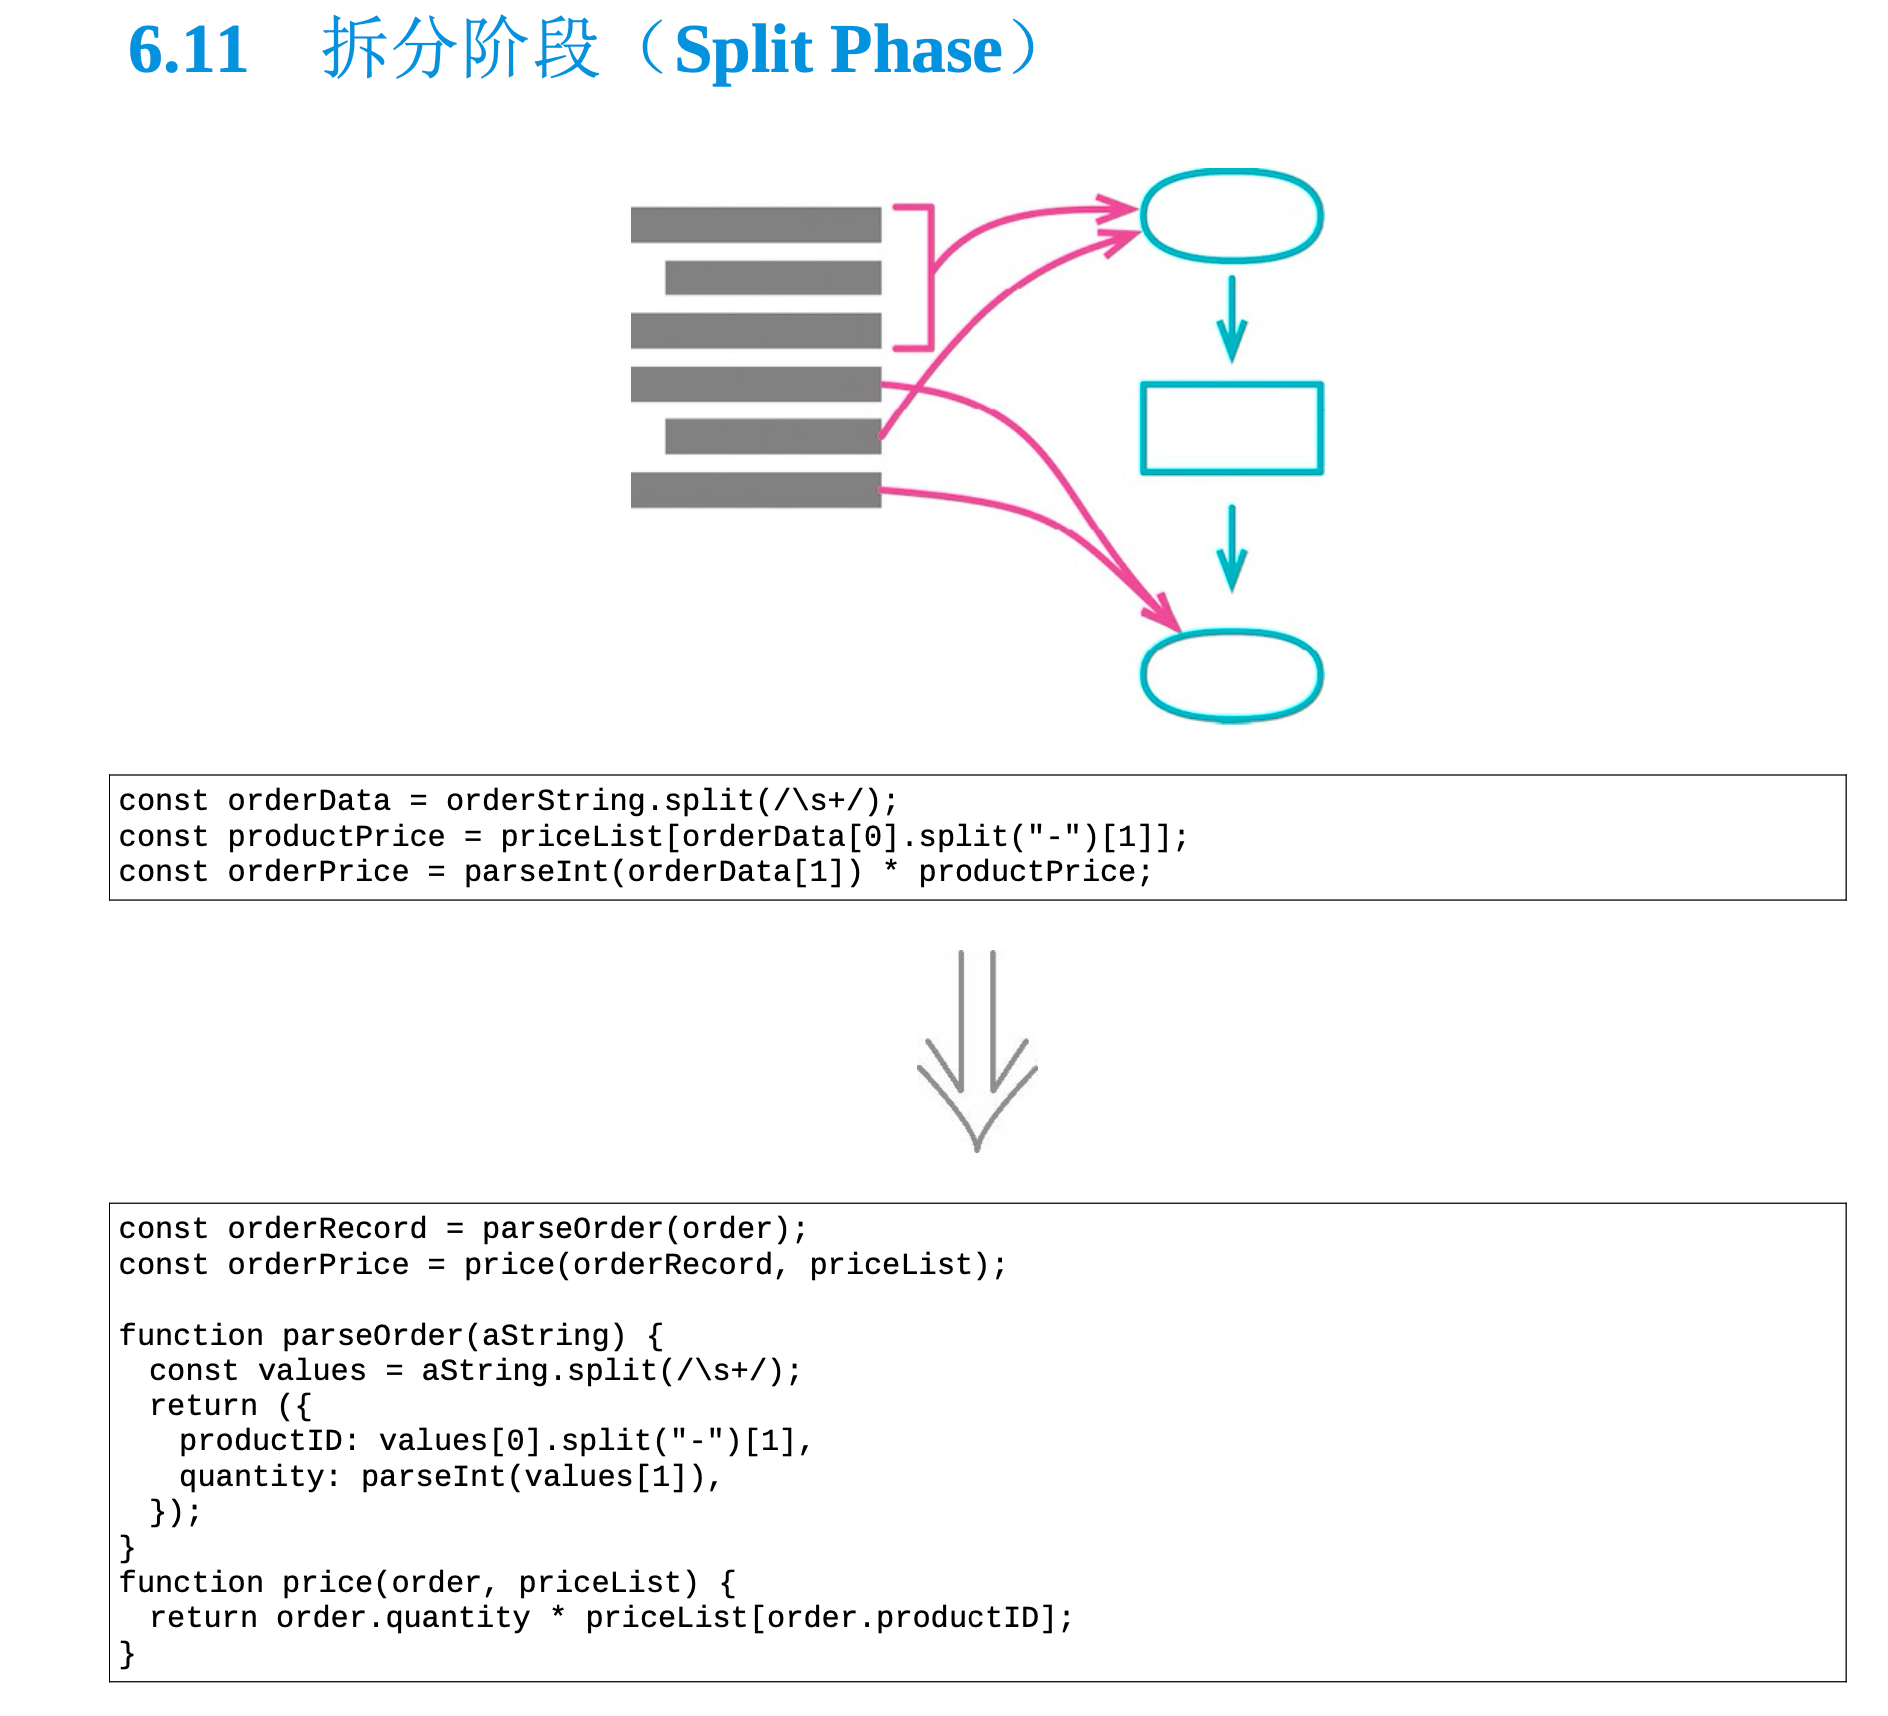 6.11 拆分阶段（Split Phase）
const orderData = orderString.split(/\s+/);
const productPrice = priceList[orderData[0].split("-")[1]];
const orderPrice = parseInt(orderData[1]) * productPrice;
const orderRecord = parseOrder(order);
const orderPrice = price(orderRecord, priceList);
function parseOrder(aString) {
const values = aString.split(/\s+/);
return ({
productID: values[0].split("-")[1],
quantity: parseInt(values[1]),
});
}
function price(order, priceList) {
return order.quantity * priceList[order.productID];
}